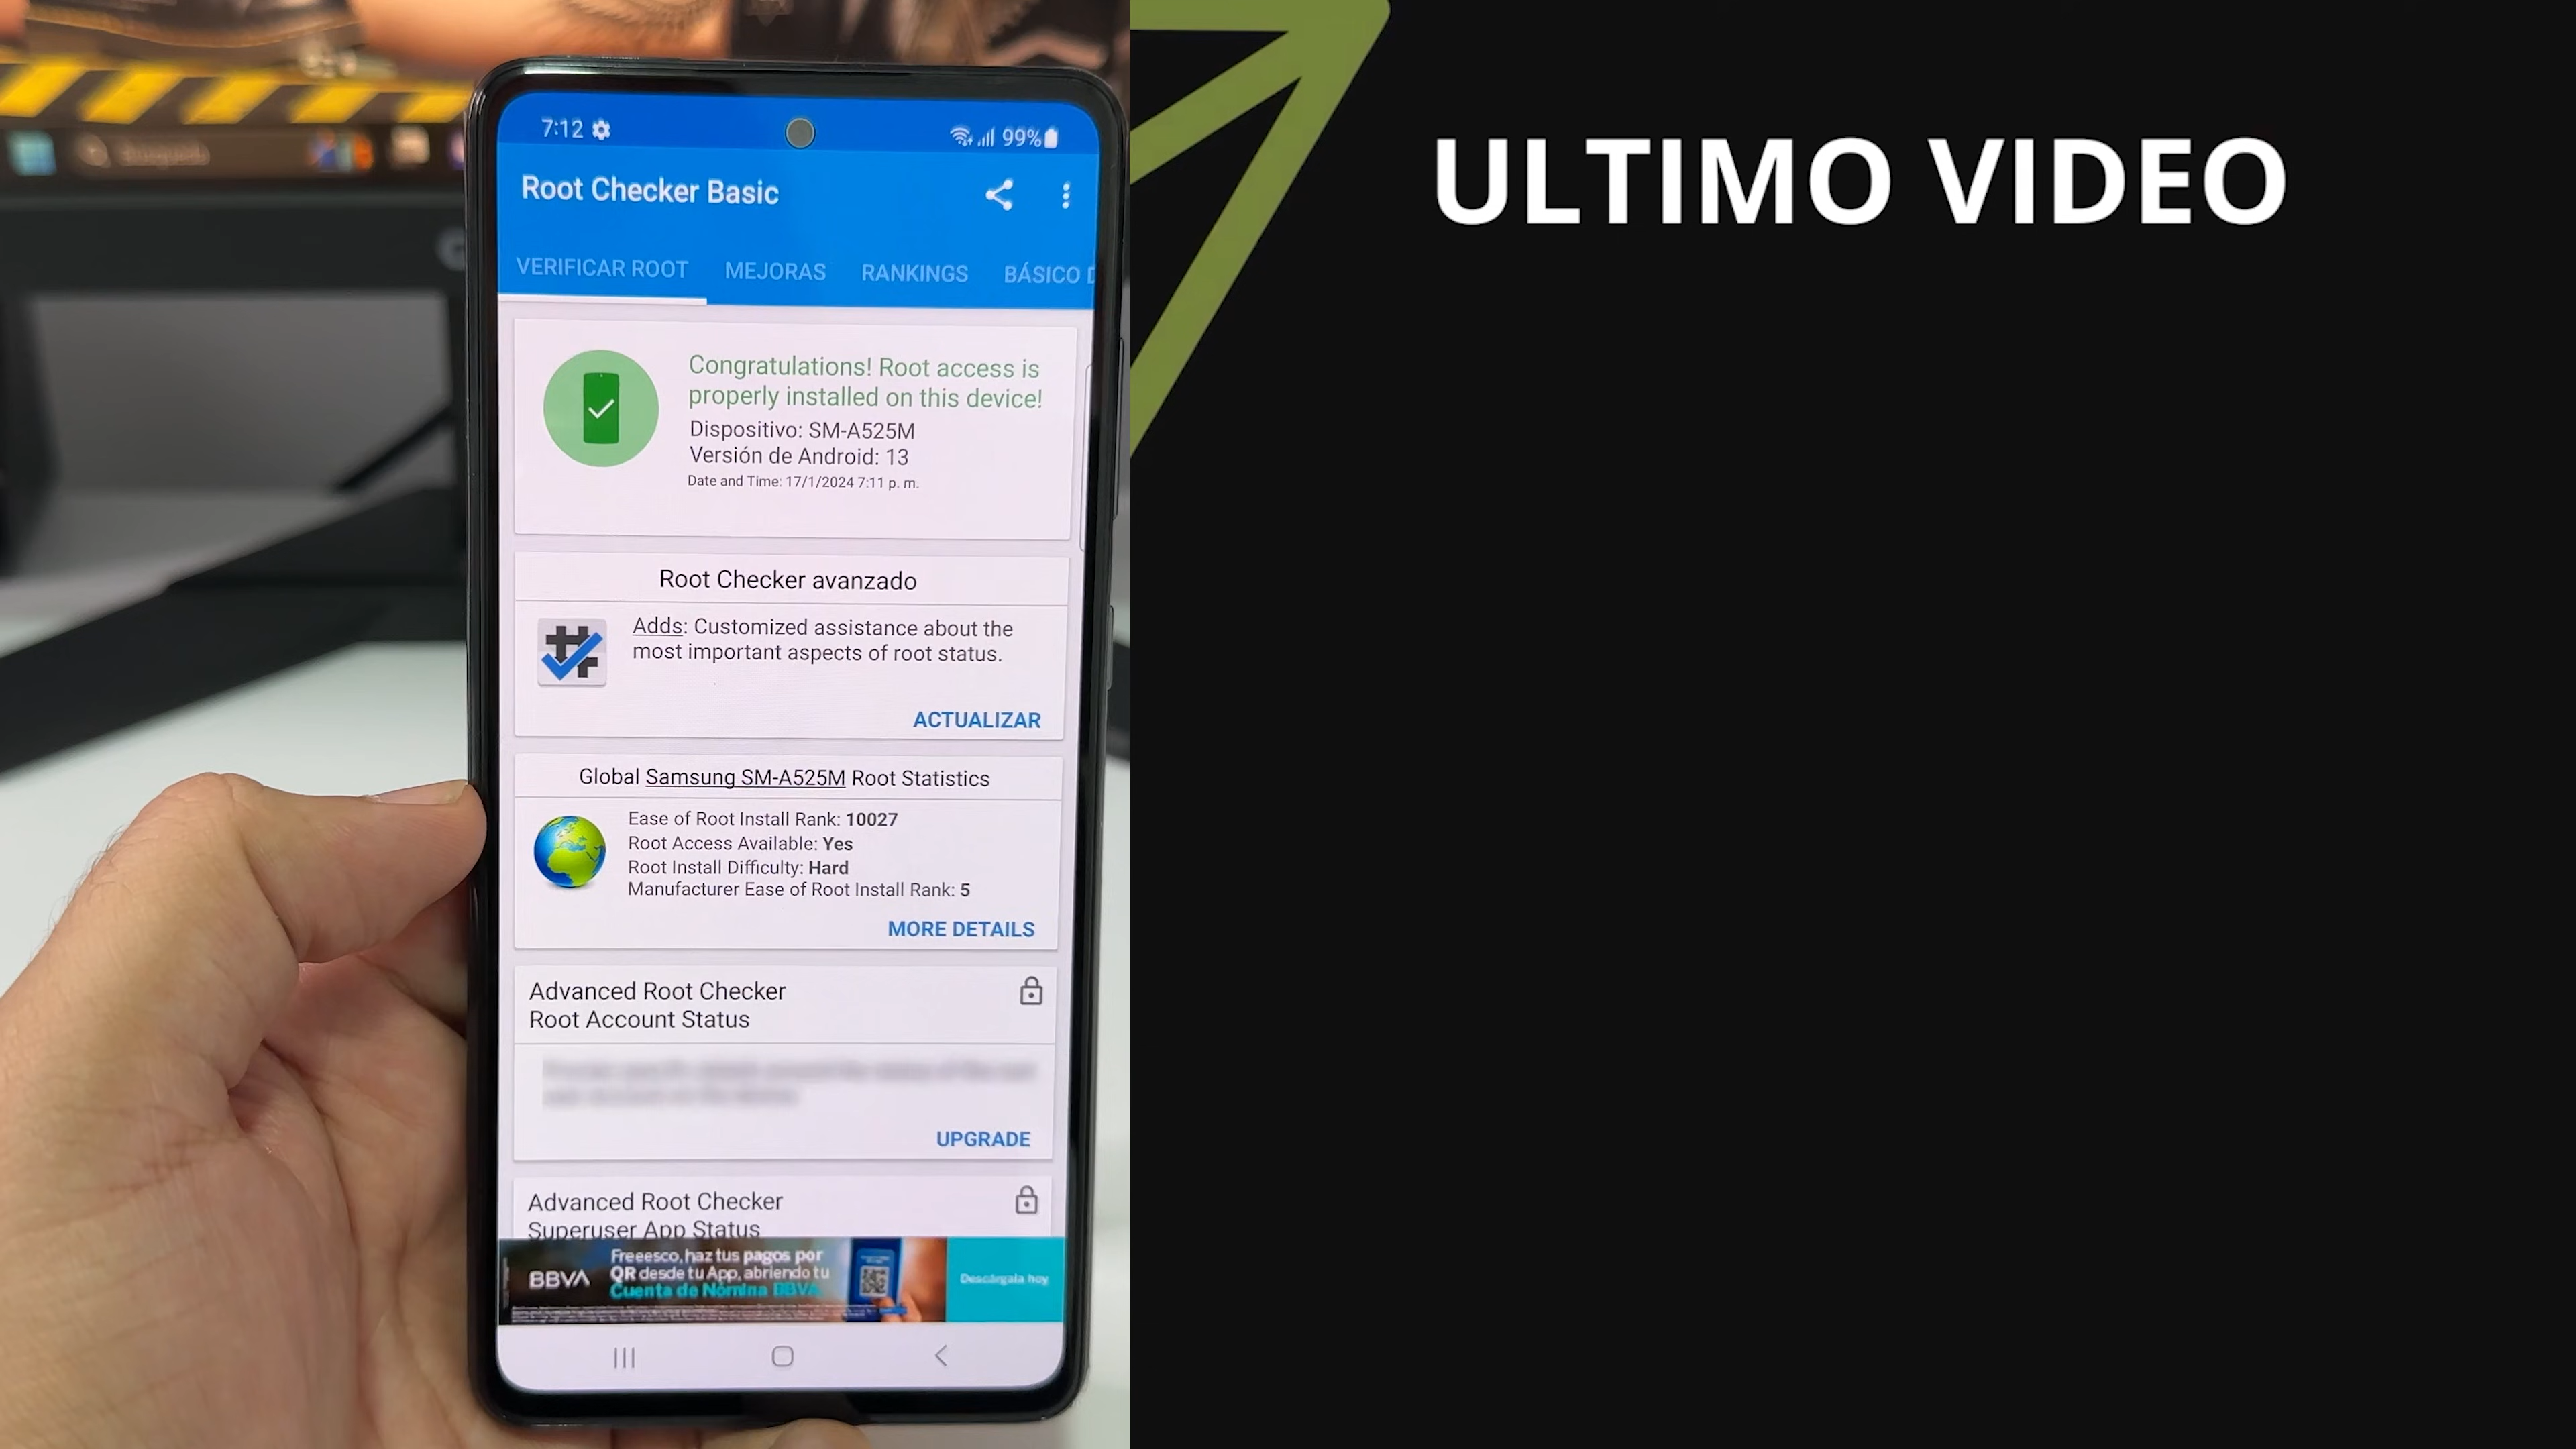 7:12 99%
Root Checker Basic
VERIFICAR ROOT MEJORAS RANKINGS BÁSICO D
Congratulations! Root access is
properly installed on this device!
Dispositivo: SM-A525M
Versión de Android: 13
Date and Time: 17/1/2024 7:11 p. m.
Root Checker avanzado
Adds: Customized assistance about the
most important aspects of root status.
ACTUALIZAR
Global Samsung SM-A525M Root Statistics
Ease of Root Install Rank: 10027
Root Access Available: Yes
Root Install Difficulty: Hard
Manufacturer Ease of Root Install Rank: 5
MORE DETAILS
Advanced Root Checker
Root Account Status
UPGRADE
Advanced Root Checker
Superuser App Status
BBVA
Freeesco, haz tus pagos por
QR desde tu App, abriendo tu
Cuenta de Nómina BBVA
Descárgala hoy
ULTIMO VIDEO